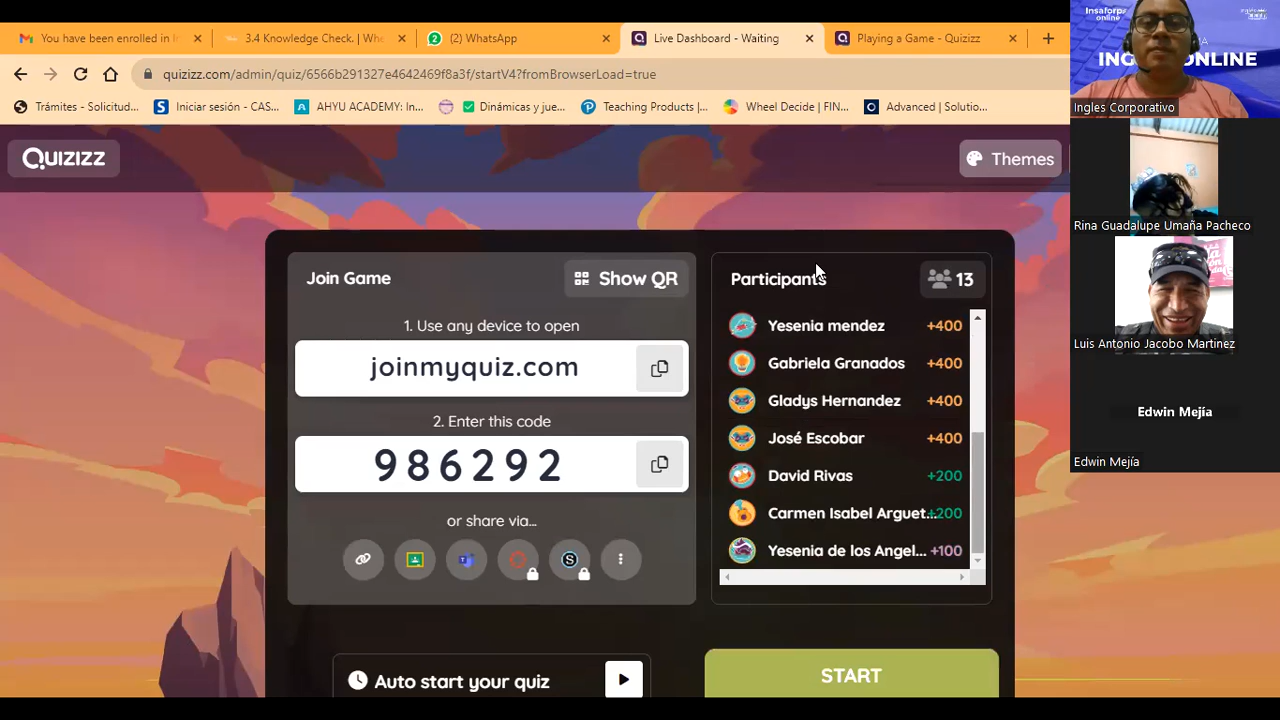 You have been enrolled in I
3.4 Knowledge Check. | Whe
(2) WhatsApp
Live Dashboard - Waiting
Playing a Game - Quizizz
quizizz.com/admin/quiz/6566b291327e4642469f8a3f/startV4?fromBrowserLoad=true
Trámites - Solicitud...
Iniciar sesión - CAS...
AHYU ACADEMY: In...
Dinámicas y jue...
Teaching Products |...
Wheel Decide | FIN...
Advanced | Solutio...
Quizizz
Themes
Join Game
Show QR
1. Use any device to open
joinmyquiz.com
2. Enter this code
986292
or share via...
Auto start your quiz
Participants
13
Yesenia mendez +400
Gabriela Granados +400
Gladys Hernandez +400
José Escobar +400
David Rivas +200
Carmen Isabel Arguet... +200
Yesenia de los Angel... +100
START
Insaforp
online
ING
ONLINE
Ingles Corporativo
Rina Guadalupe Umaña Pacheco
Luis Antonio Jacobo Martinez
Edwin Mejía
Edwin Mejía